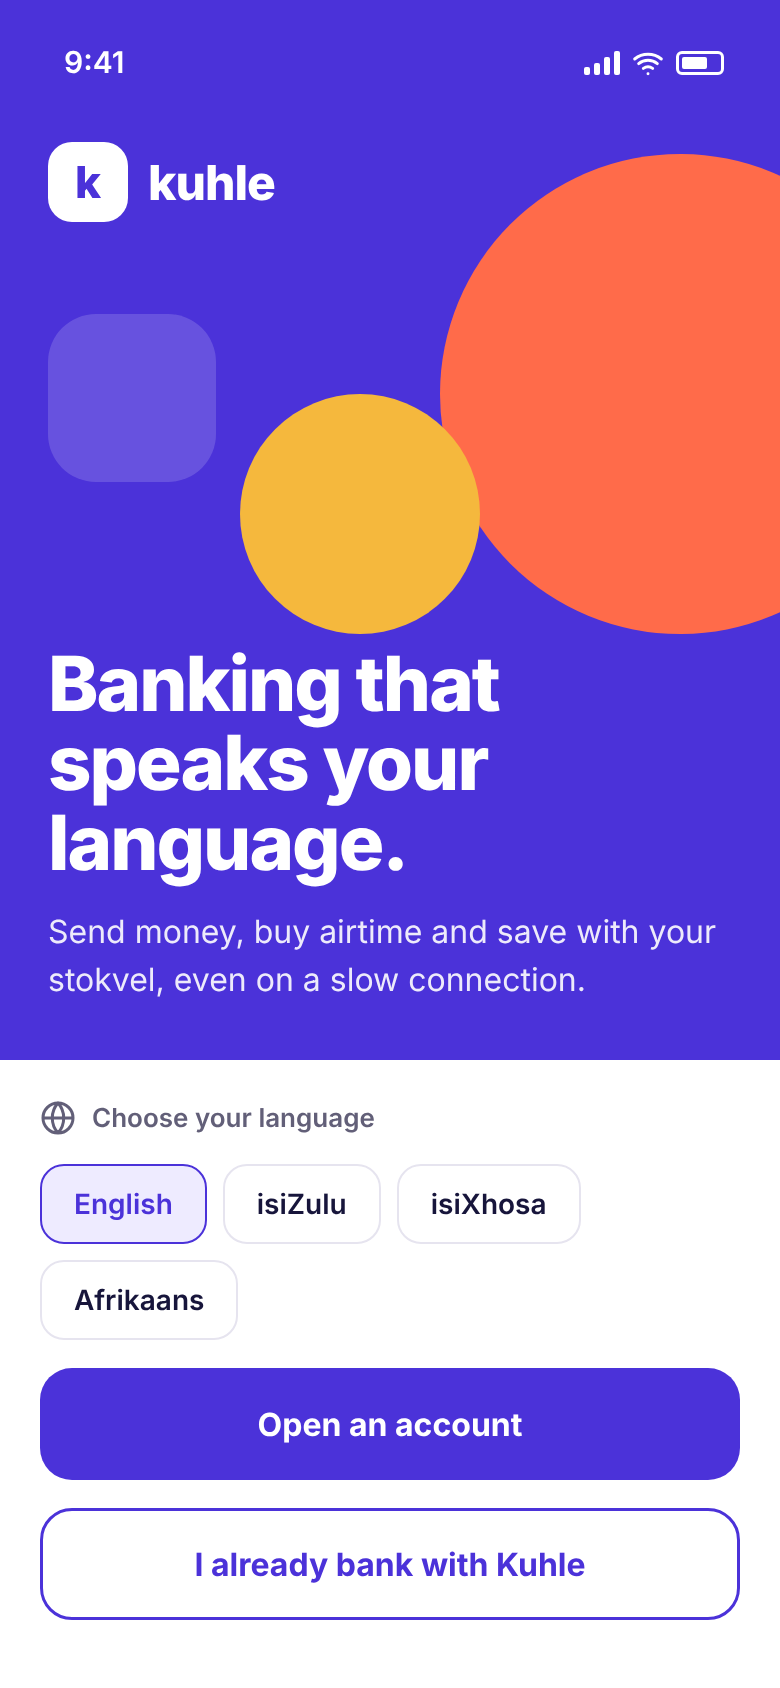 9:41
k kuhle
Banking that
speaks your
language.
Send money, buy airtime and save with your
stokvel, even on a slow connection.
Choose your language
English isiZulu isiXhosa
Afrikaans
Open an account
I already bank with Kuhle